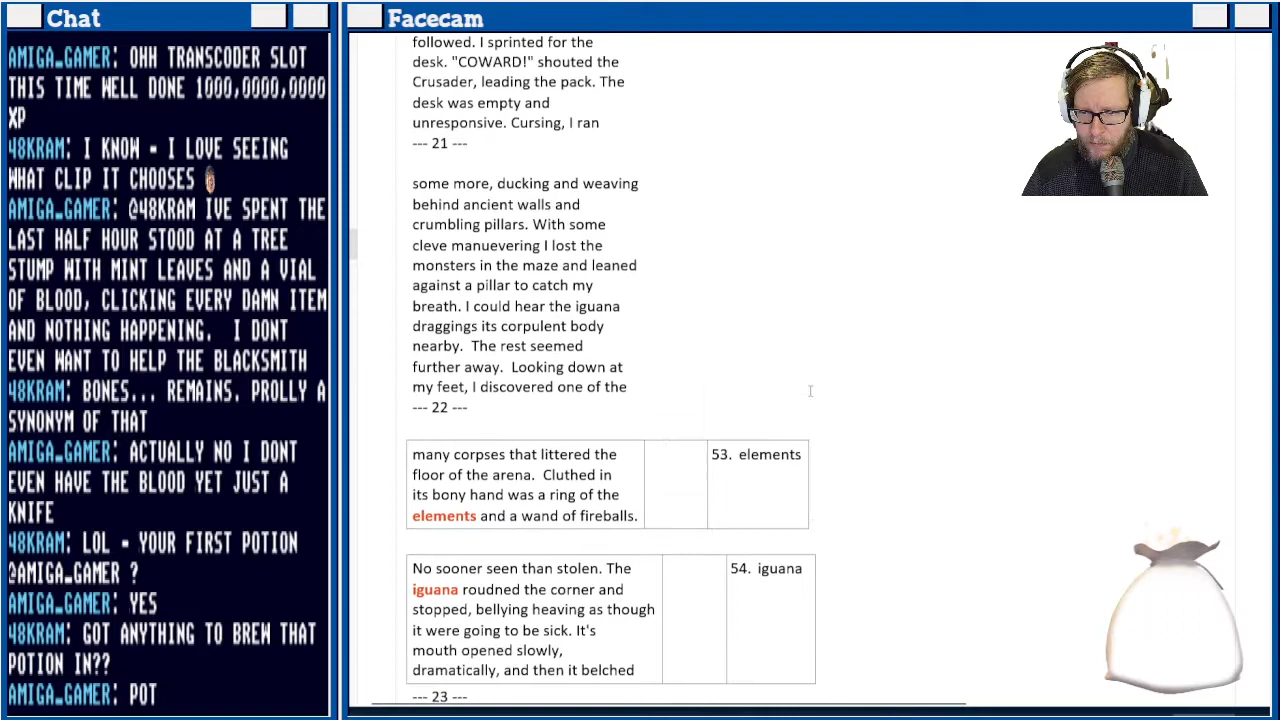 Chat
AMIGA_GAMER: OHH TRANSCODER SLOT
THIS TIME WELL DONE 1000,0000,0000
XP
48KRAM: I KNOW - I LOVE SEEING
WHAT CLIP IT CHOOSES
AMIGA_GAMER: @48KRAM IVE SPENT THE
LAST HALF HOUR STOOD AT A TREE
STUMP WITH MINT LEAVES AND A VIAL
OF BLOOD, CLICKING EVERY DAMN ITEM
AND NOTHING HAPPENING. I DONT
EVEN WANT TO HELP THE BLACKSMITH
48KRAM: BONES... REMAINS. PROLLY A
SYNONYM OF THAT
AMIGA_GAMER: ACTUALLY NO I DONT
EVEN HAVE THE BLOOD YET JUST A
KNIFE
48KRAM: LOL - YOUR FIRST POTION
@AMIGA_GAMER ?
AMIGA_GAMER: YES
48KRAM: GOT ANYTHING TO BREW THAT
POTION IN??
AMIGA_GAMER: POT
Facecam
followed. I sprinted for the
desk. "COWARD!" shouted the
Crusader, leading the pack. The
desk was empty and
unresponsive. Cursing, I ran
--- 21 ---
some more, ducking and weaving
behind ancient walls and
crumbling pillars. With some
cleve manuevering I lost the
monsters in the maze and leaned
against a pillar to catch my
breath. I could hear the iguana
draggings its corpulent body
nearby. The rest seemed
further away. Looking down at
my feet, I discovered one of the
--- 22 ---
many corpses that littered the
floor of the arena. Cluthed in
its bony hand was a ring of the
elements and a wand of fireballs.
53. elements
No sooner seen than stolen. The
iguana roudned the corner and
stopped, bellying heaving as though
it were going to be sick. It's
mouth opened slowly,
dramatically, and then it belched
54. iguana
--- 23 ---